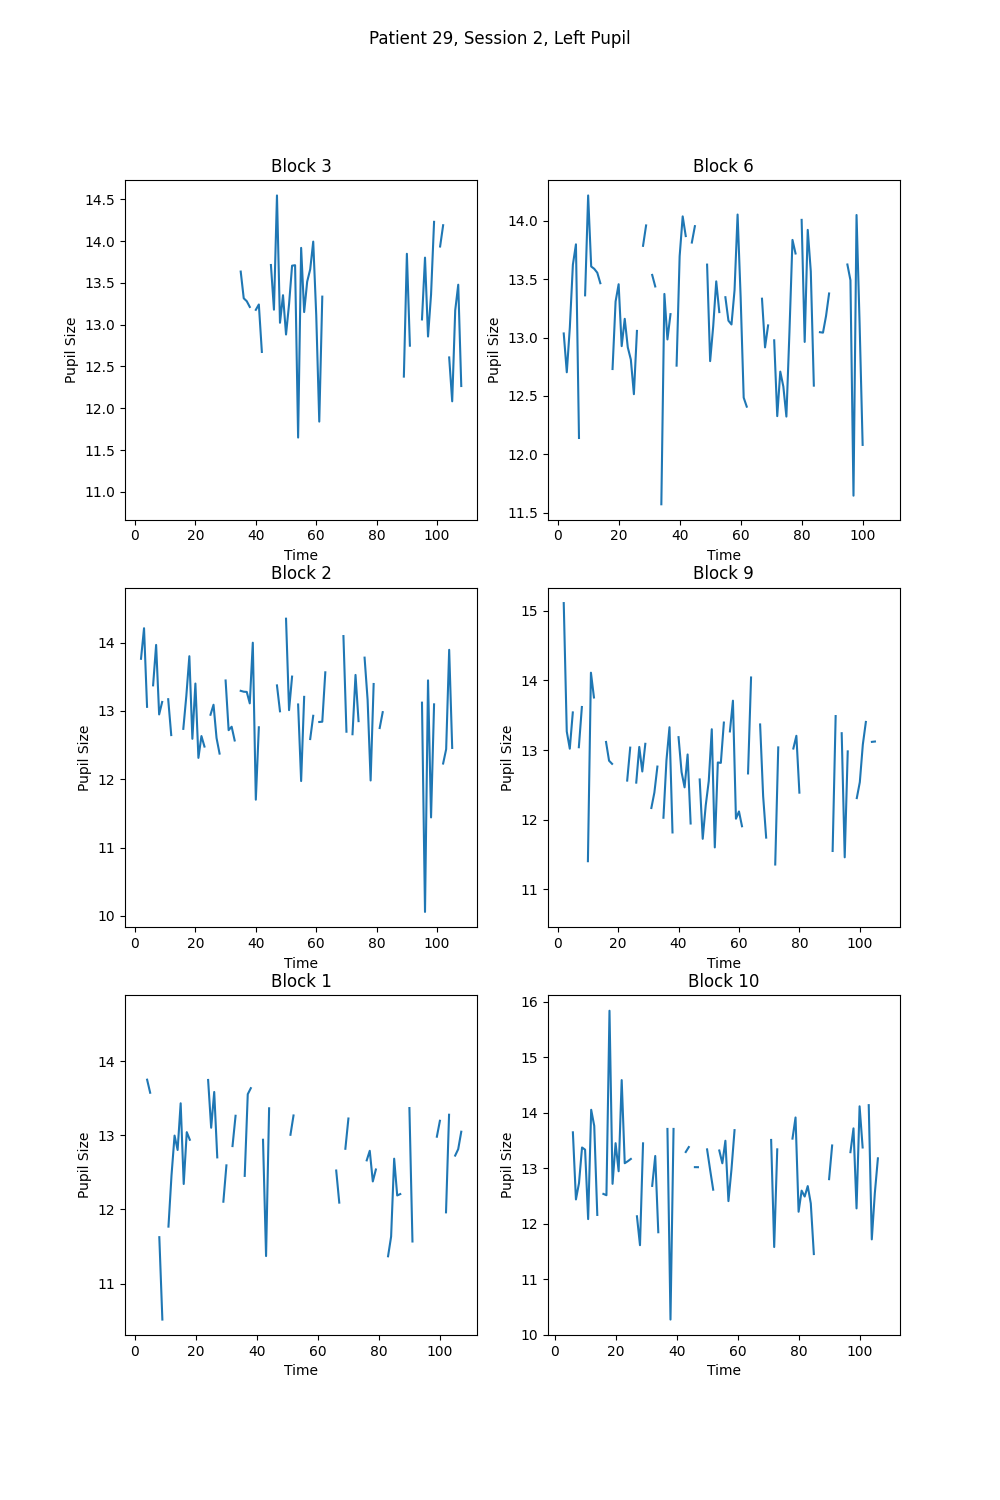 Patient 29, Session 2, Left Pupil
Block 3
14.5
14.0
13.5
13.0
12.5
12.0
11.5
11.0
Pupil Size
0 20 40 60 80 100
Time
Block 6
14.0
13.5
13.0
12.5
12.0
11.5
Pupil Size
0 20 40 60 80 100
Time
Block 2
14
13
12
11
10
Pupil Size
0 20 40 60 80 100
Time
Block 9
15
14
13
12
11
Pupil Size
0 20 40 60 80 100
Time
Block 1
14
13
12
11
Pupil Size
0 20 40 60 80 100
Time
Block 10
16
15
14
13
12
11
10
Pupil Size
0 20 40 60 80 100
Time